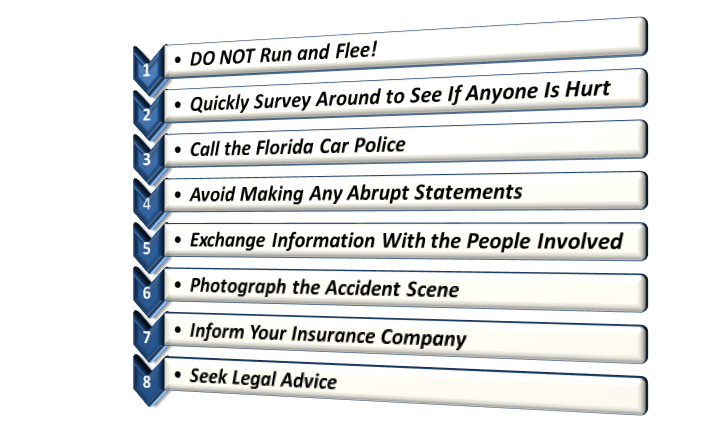 1 • DO NOT Run and Flee!
2 • Quickly Survey Around to See If Anyone Is Hurt
3 • Call the Florida Car Police
4 • Avoid Making Any Abrupt Statements
5 • Exchange Information With the People Involved
6 • Photograph the Accident Scene
7 • Inform Your Insurance Company
8 • Seek Legal Advice